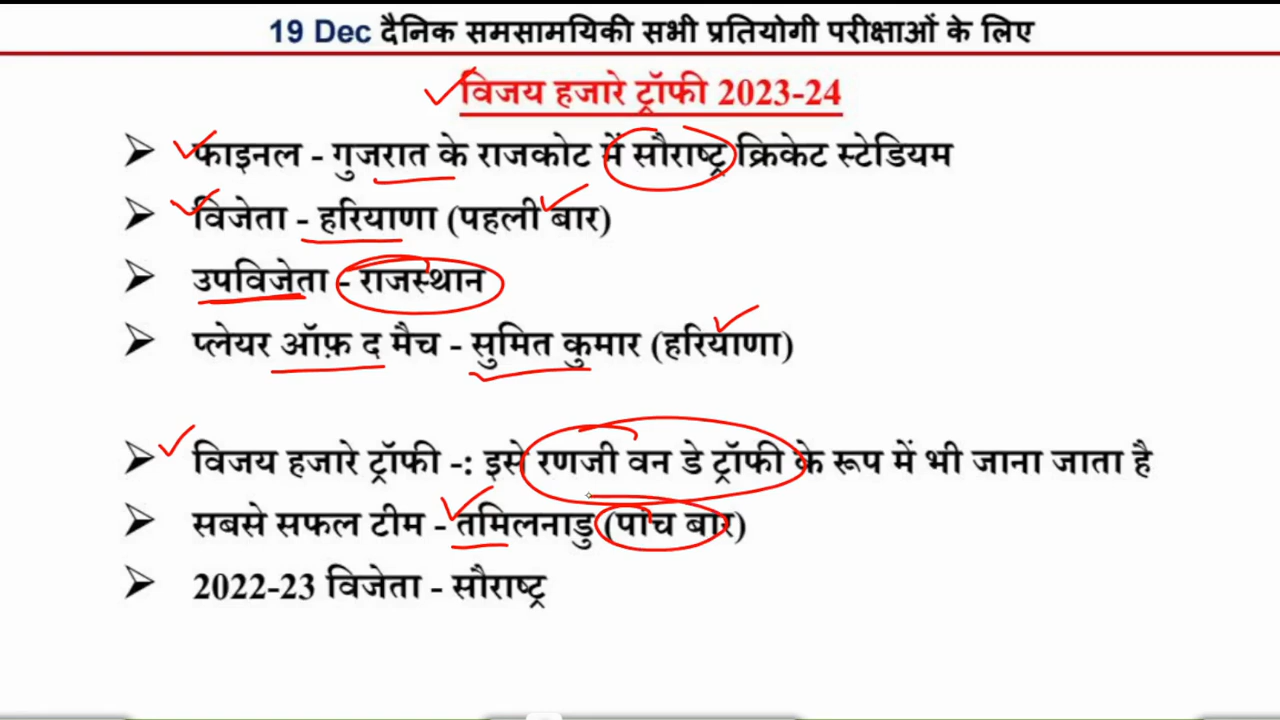 19 Dec दैनिक समसामयिकी सभी प्रतियोगी परीक्षाओं के लिए
विजय हजारे ट्रॉफी 2023-24
फाइनल - गुजरात के राजकोट में सौराष्ट्र क्रिकेट स्टेडियम
विजेता - हरियाणा (पहली बार)
उपविजेता - राजस्थान
प्लेयर ऑफ़ द मैच - सुमित कुमार (हरियाणा)
विजय हजारे ट्रॉफी -: इसे रणजी वन डे ट्रॉफी के रूप में भी जाना जाता है
सबसे सफल टीम - तमिलनाडु (पांच बार)
2022-23 विजेता - सौराष्ट्र